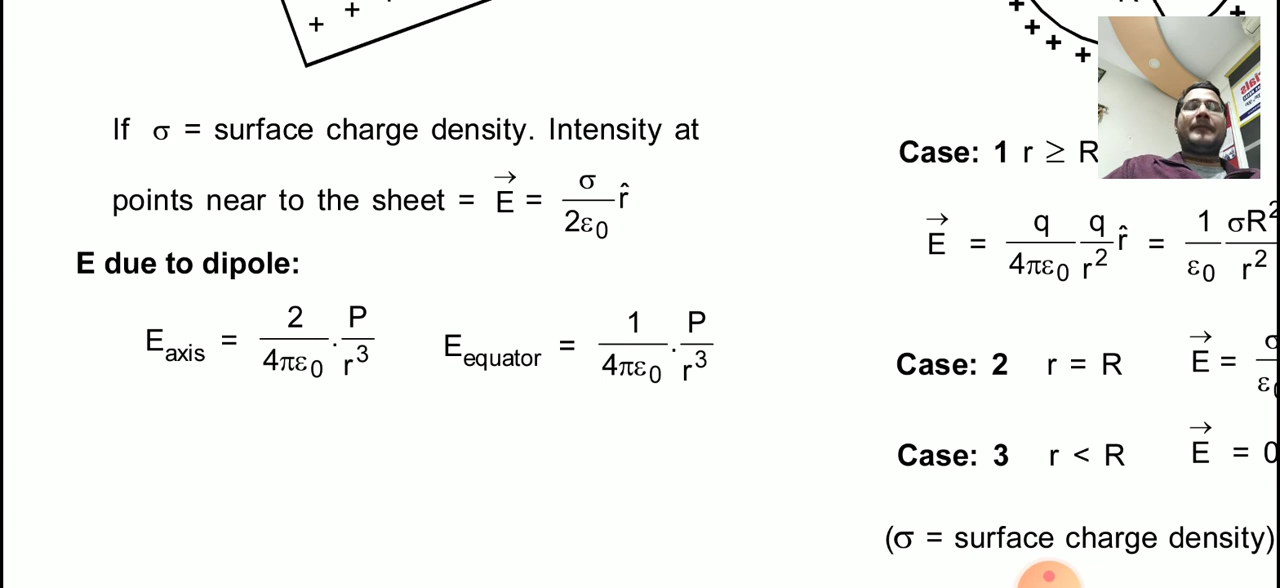 If σ = surface charge density. Intensity at
points near to the sheet = E⃗ = σ/2ε₀ r̂
E due to dipole:
E_axis = 2/4πε₀ · P/r³    E_equator = 1/4πε₀ · P/r³
Case: 1 r ≥ R
E⃗ = q/4πε₀ q/r² r̂ = 1/ε₀ σR²/r²
Case: 2 r = R E⃗ = σ/ε₀
Case: 3 r < R E⃗ = 0
(σ = surface charge density)